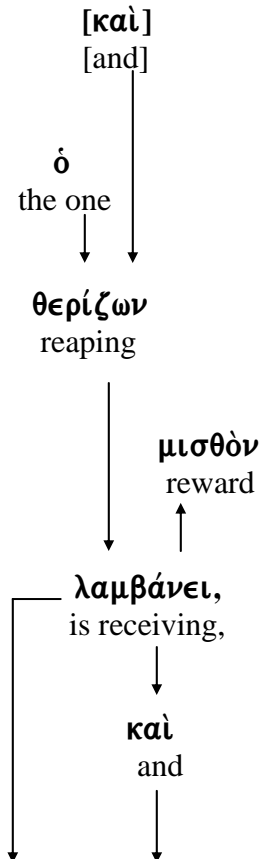 [καὶ]
[and]
ὁ
the one
θερίζων
reaping
μισθὸν
reward
λαμβάνει,
is receiving,
καὶ
and